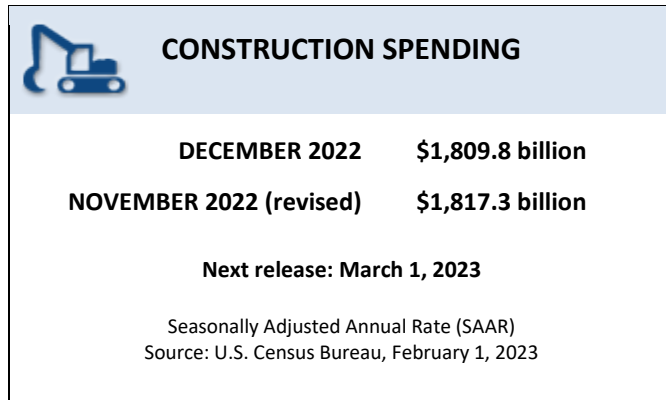 CONSTRUCTION SPENDING
DECEMBER 2022 $1,809.8 billion
NOVEMBER 2022 (revised) $1,817.3 billion
Next release: March 1, 2023
Seasonally Adjusted Annual Rate (SAAR)
Source: U.S. Census Bureau, February 1, 2023